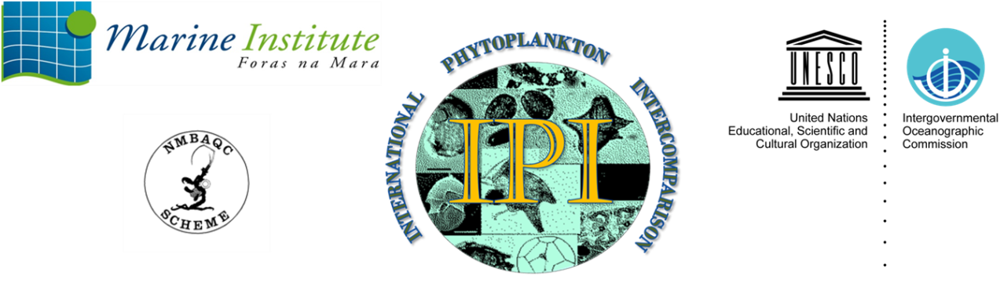 Marine Institute
Foras na Mara
NMBAQC
SCHEME
INTERNATIONAL
PHYTOPLANKTON
INTERCOMPARISON
IPI
UNESCO
United Nations
Educational, Scientific and
Cultural Organization
Intergovernmental
Oceanographic
Commission